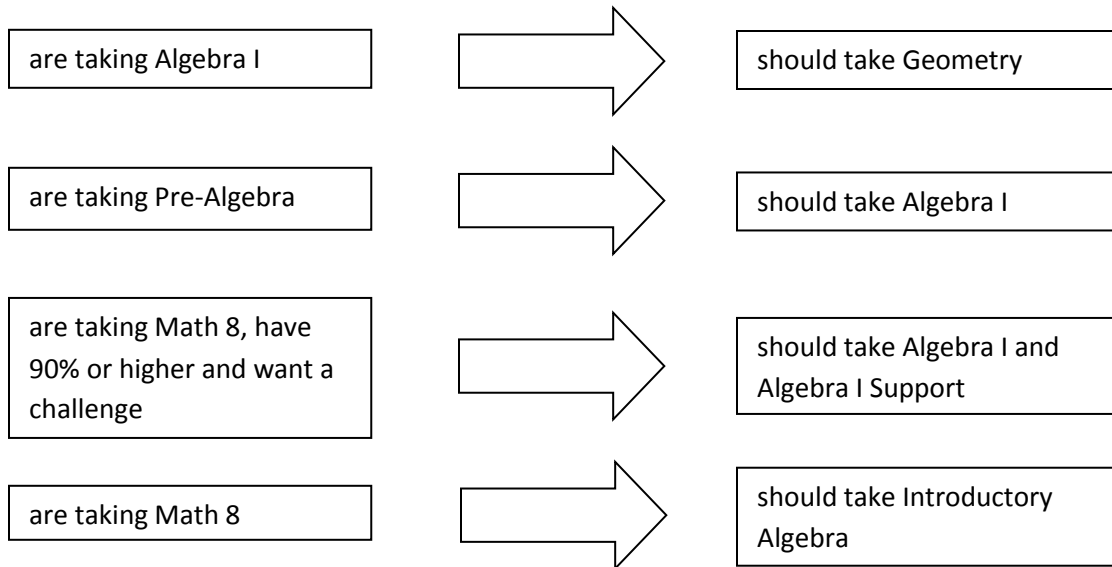 are taking Algebra I
should take Geometry
are taking Pre-Algebra
should take Algebra I
are taking Math 8, have
90% or higher and want a
challenge
should take Algebra I and
Algebra I Support
are taking Math 8
should take Introductory
Algebra